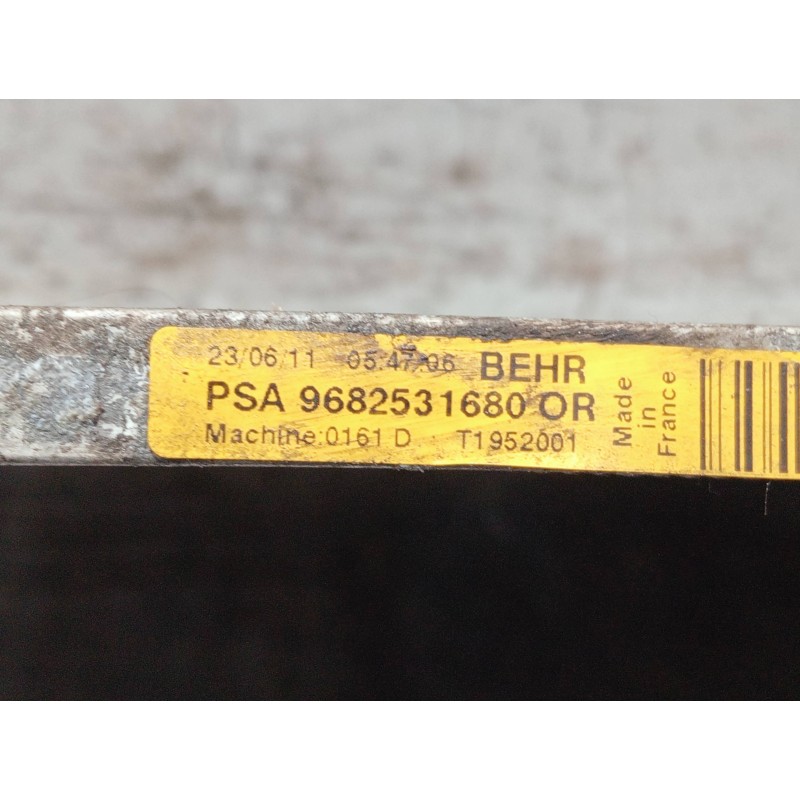 23/06/11 05:47:06 BEHR
PSA 9682531680 OR
Machine:0161 D T1952001
Made
in
France